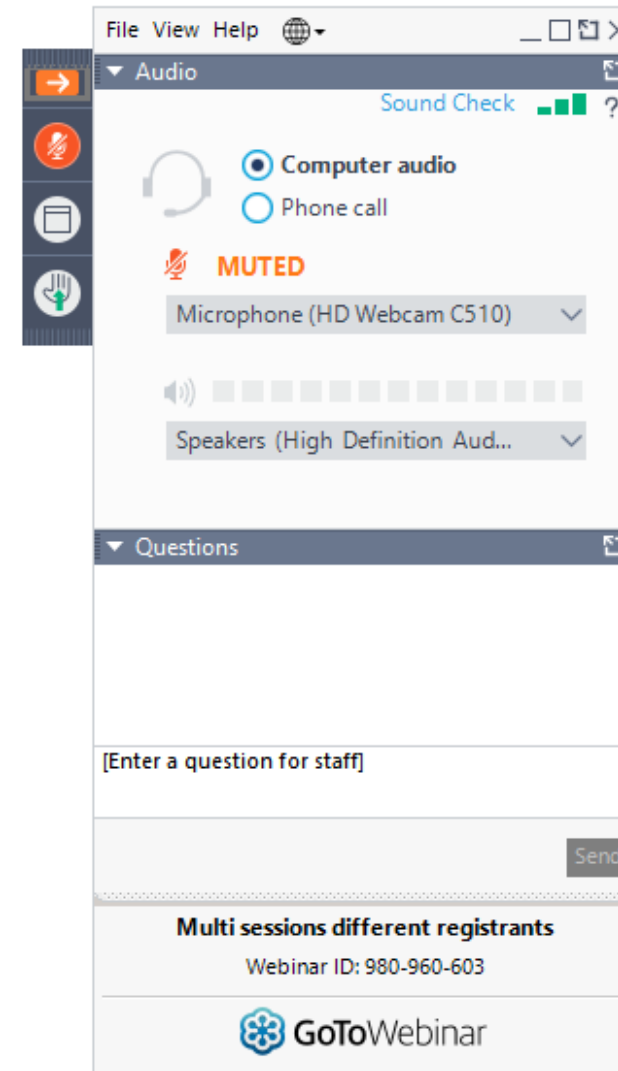 File View Help
Audio
Sound Check ?
Computer audio
Phone call
MUTED
Microphone (HD Webcam C510)
Speakers (High Definition Aud...
Questions
[Enter a question for staff]
Send
Multi sessions different registrants
Webinar ID: 980-960-603
GoToWebinar